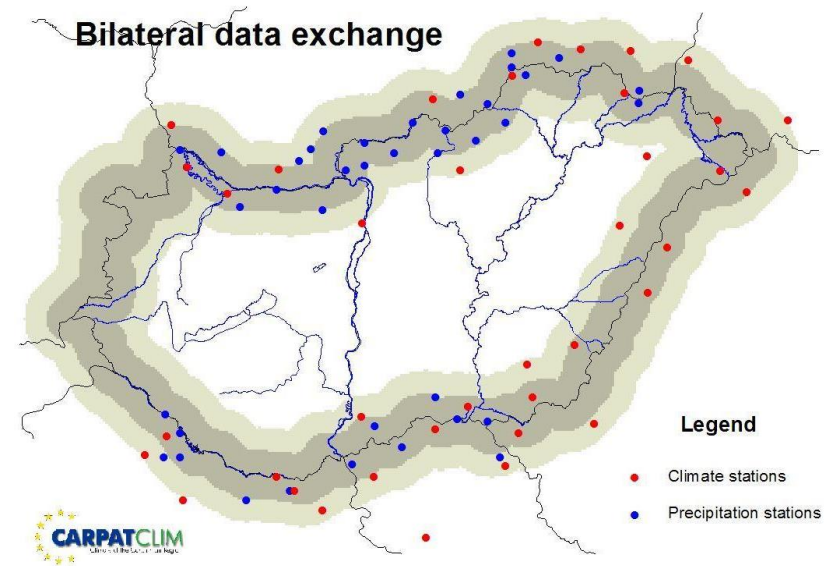 Bilateral data exchange
Legend
Climate stations
Precipitation stations
CARPATCLIM